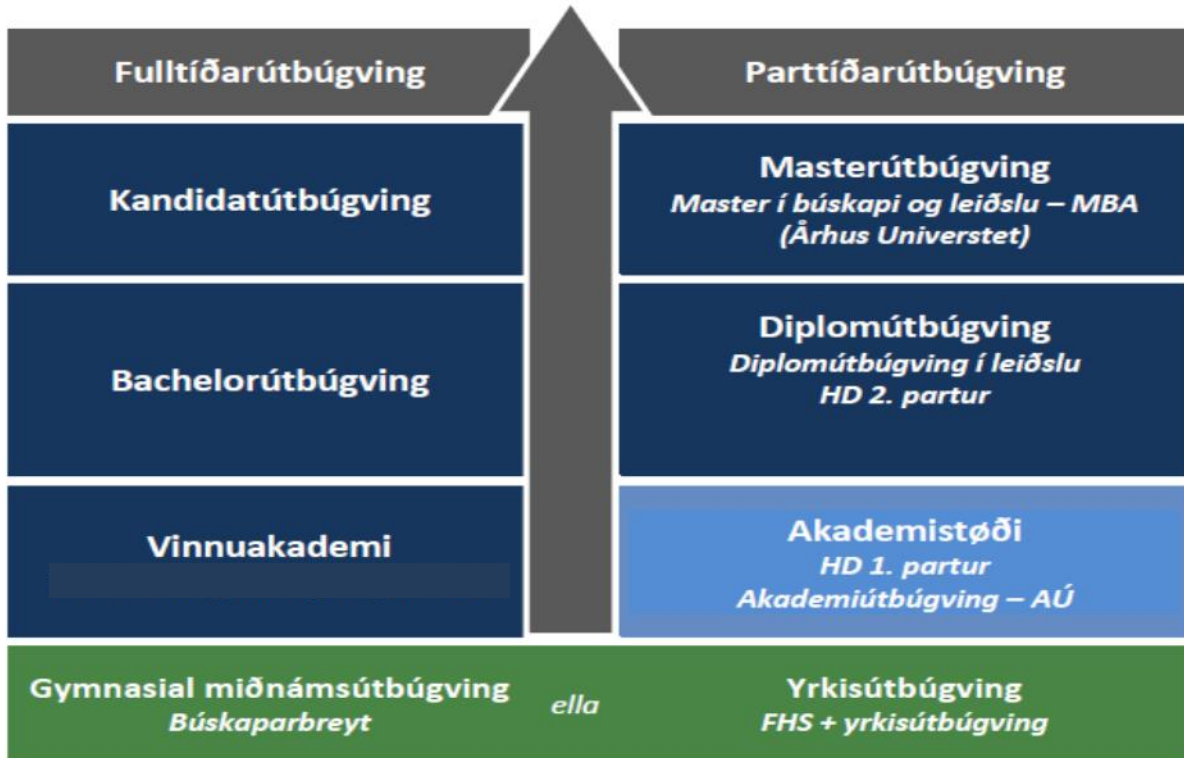 Fulltíðarútbúgving
Parttíðarútbúgving
Kandidatútbúgving
Masterútbúgving
Master í búskapi og leiðslu – MBA
(Århus Universtet)
Bachelorútbúgving
Diplomútbúgving
Diplomútbúgving í leiðslu
HD 2. partur
Vinnuakademi
Akademistøði
HD 1. partur
Akademiútbúgving – AÚ
Gymnasial miðnámsútbúgving
Búskaparbreyt
ella
Yrkisútbúgving
FHS + yrkisútbúgving